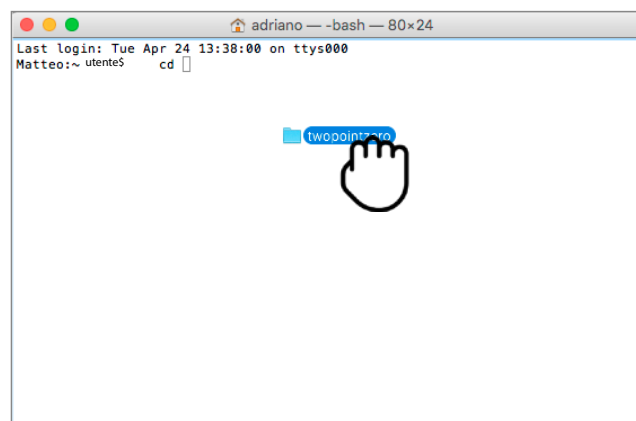 adriano — -bash — 80×24
Last login: Tue Apr 24 13:38:00 on ttys000
Matteo:~ utente$ cd
twopointzero